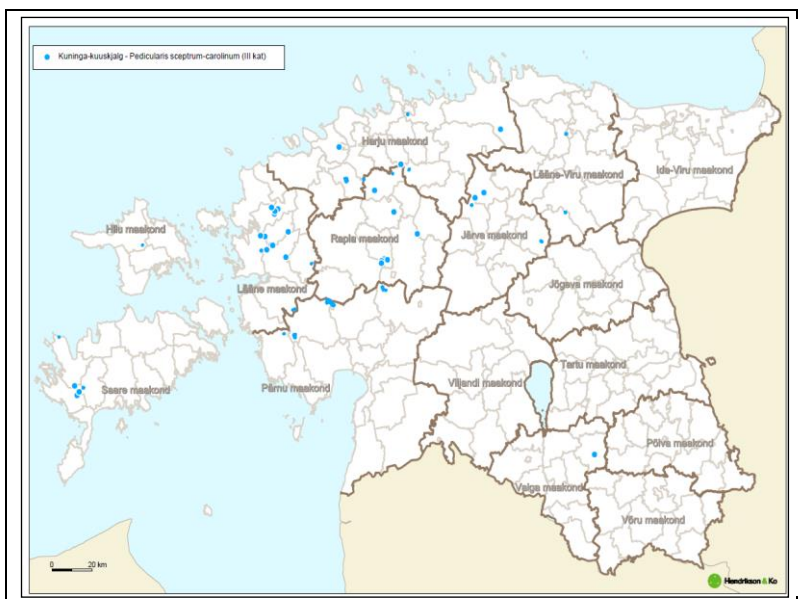 Kuninga-kuuskjalg - Pedicularis sceptrum-carolinum (III kat)
Harju maakond
Lääne-Viru maakond
Ida-Viru maakond
Hiiu maakond
Rapla maakond
Järva maakond
Lääne maakond
Jõgeva maakond
Saare maakond
Pärnu maakond
Viljandi maakond
Tartu maakond
Põlva maakond
Valga maakond
Võru maakond
0 20 km
Hendrikson & Ko